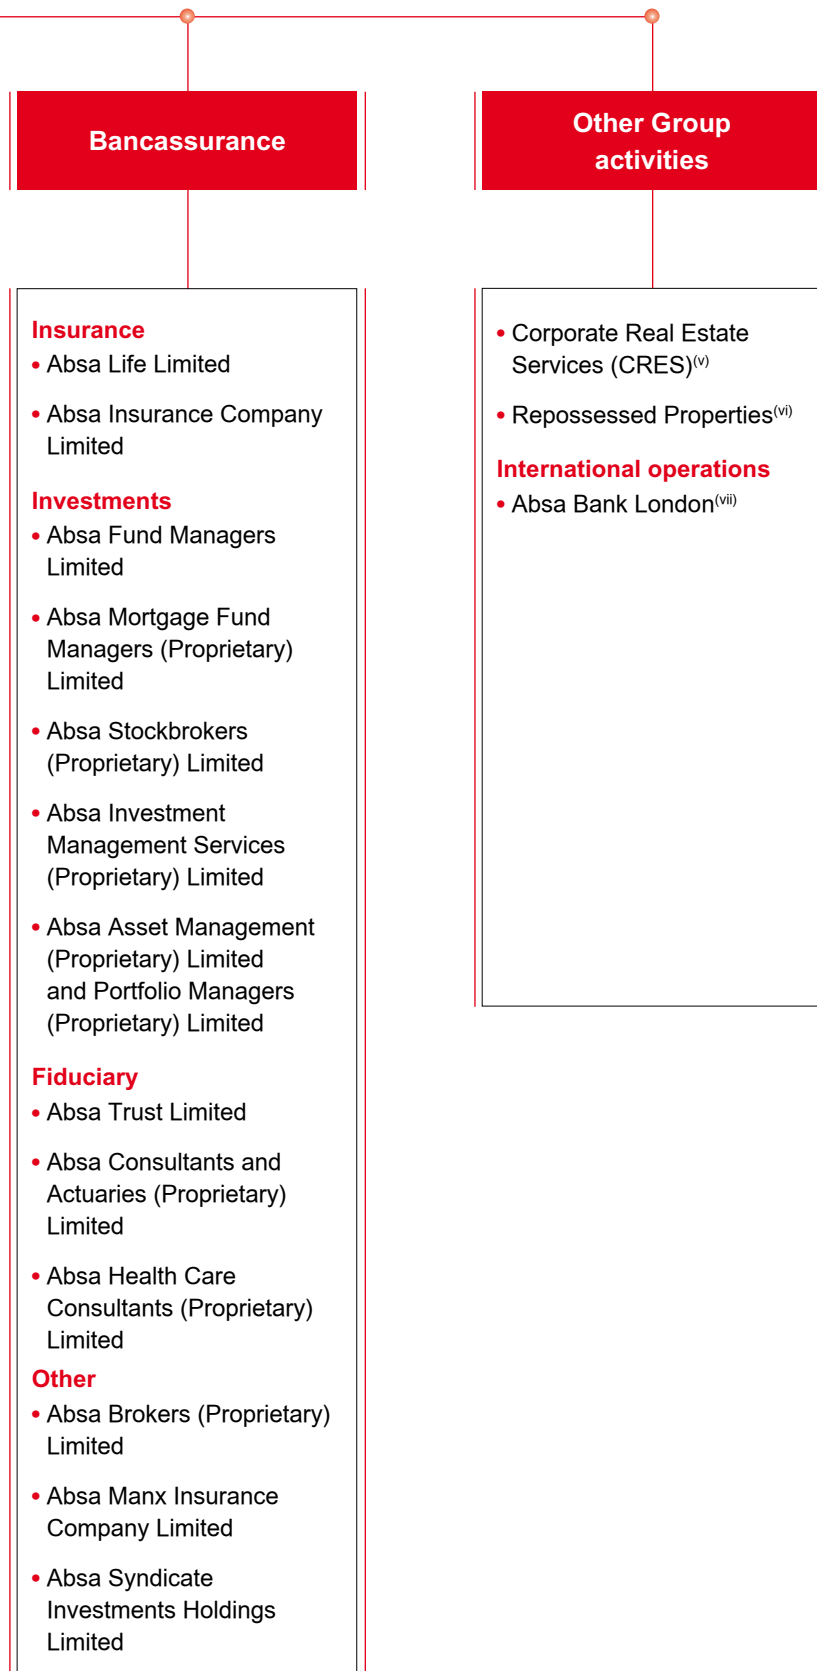 Bancassurance
Insurance
• Absa Life Limited
• Absa Insurance Company
Limited
Investments
• Absa Fund Managers
Limited
• Absa Mortgage Fund
Managers (Proprietary)
Limited
• Absa Stockbrokers
(Proprietary) Limited
• Absa Investment
Management Services
(Proprietary) Limited
• Absa Asset Management
(Proprietary) Limited
and Portfolio Managers
(Proprietary) Limited
Fiduciary
• Absa Trust Limited
• Absa Consultants and
Actuaries (Proprietary)
Limited
• Absa Health Care
Consultants (Proprietary)
Limited
Other
• Absa Brokers (Proprietary)
Limited
• Absa Manx Insurance
Company Limited
• Absa Syndicate
Investments Holdings
Limited
Other Group
activities
• Corporate Real Estate
Services (CRES)(v)
• Repossessed Properties(vi)
International operations
• Absa Bank London(vii)